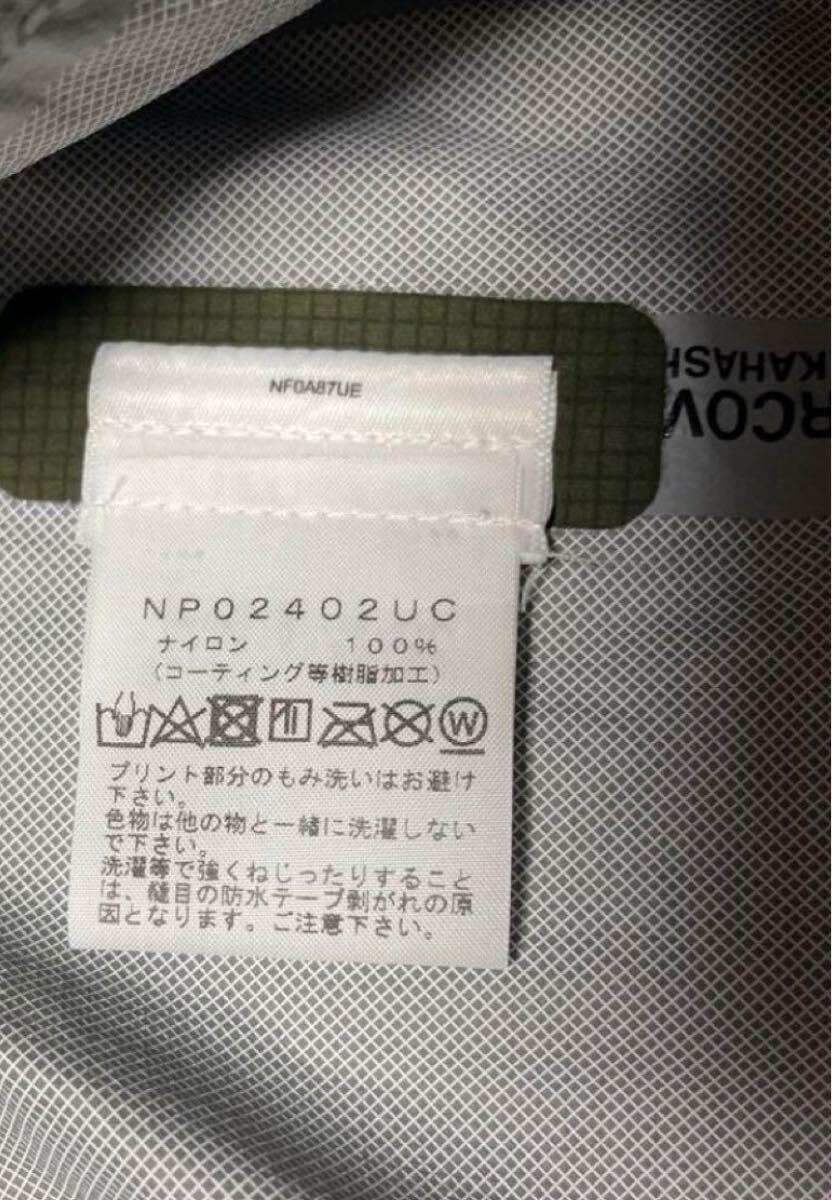 NF0A87UE
KAHASH
RCOV
NP02402UC
ナイロン 100%
(コーティング等樹脂加工)
W
プリント部分のもみ洗いはお避け
下さい。
色物は他の物と一緒に洗濯しない
で下さい。
洗濯等で強くねじったりすること
は、縫目の防水テープ剥がれの原
因となります。ご注意下さい。